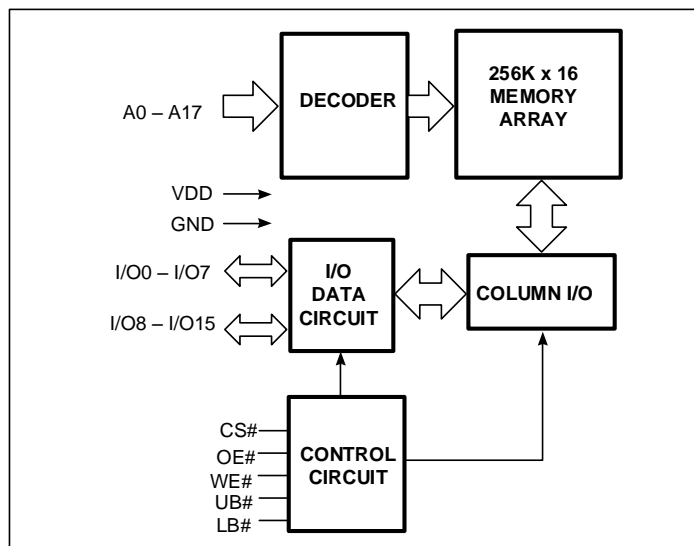 A0 – A17
DECODER
256K x 16
MEMORY
ARRAY
VDD
GND
I/O0 – I/O7
I/O8 – I/O15
I/O
DATA
CIRCUIT
COLUMN I/O
CS#
OE#
WE#
UB#
LB#
CONTROL
CIRCUIT